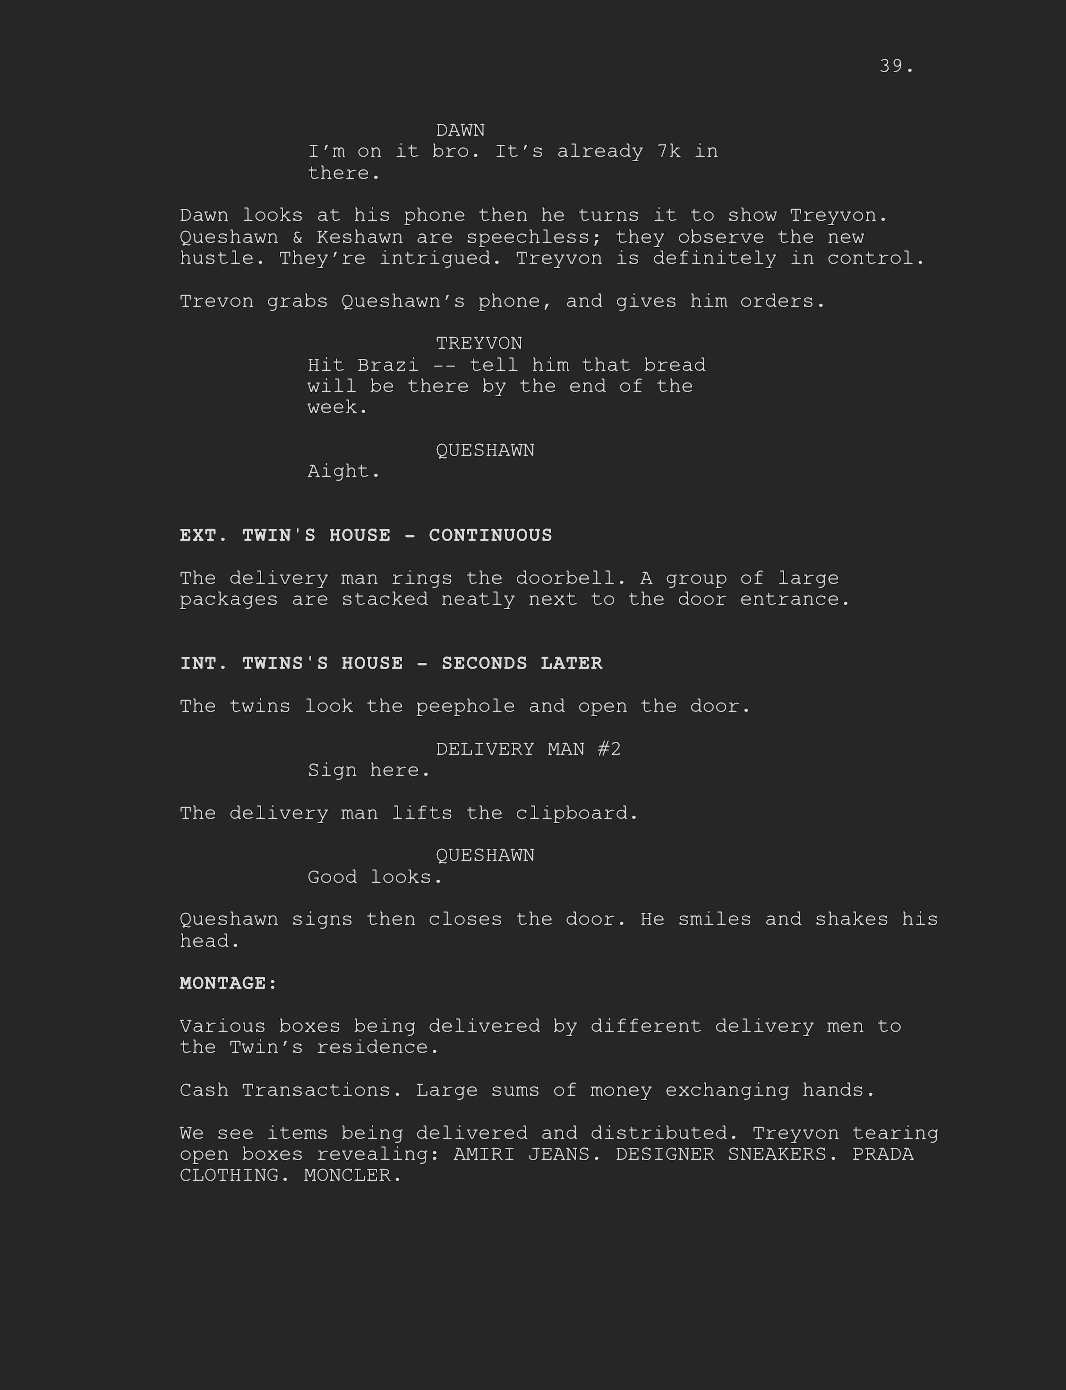 39.
DAWN
I’m on it bro. It’s already 7k in
there.
Dawn looks at his phone then he turns it to show Treyvon.
Queshawn & Keshawn are speechless; they observe the new
hustle. They’re intrigued. Treyvon is definitely in control.
Trevon grabs Queshawn’s phone, and gives him orders.
TREYVON
Hit Brazi -- tell him that bread
will be there by the end of the
week.
QUESHAWN
Aight.
EXT. TWIN'S HOUSE - CONTINUOUS
The delivery man rings the doorbell. A group of large
packages are stacked neatly next to the door entrance.
INT. TWINS'S HOUSE - SECONDS LATER
The twins look the peephole and open the door.
DELIVERY MAN #2
Sign here.
The delivery man lifts the clipboard.
QUESHAWN
Good looks.
Queshawn signs then closes the door. He smiles and shakes his
head.
MONTAGE:
Various boxes being delivered by different delivery men to
the Twin’s residence.
Cash Transactions. Large sums of money exchanging hands.
We see items being delivered and distributed. Treyvon tearing
open boxes revealing: AMIRI JEANS. DESIGNER SNEAKERS. PRADA
CLOTHING. MONCLER.